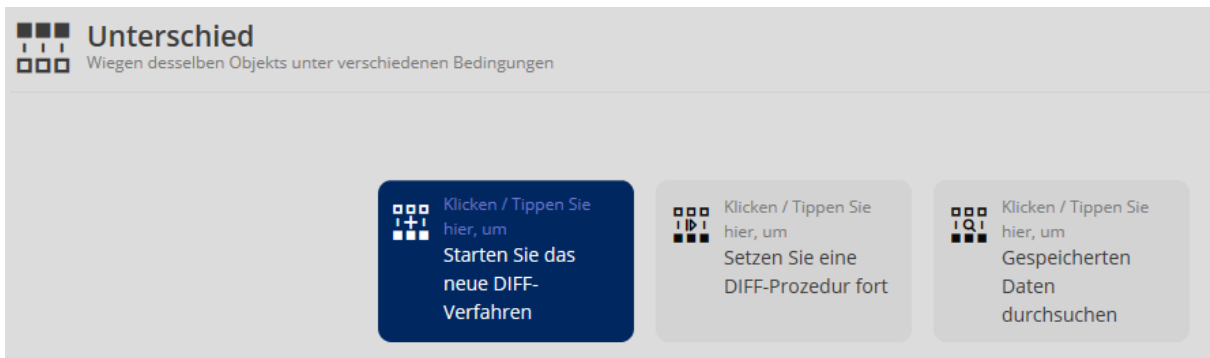 Unterschied
Wiegen desselben Objekts unter verschiedenen Bedingungen
Klicken / Tippen Sie
hier, um
Starten Sie das
neue DIFF-
Verfahren
Klicken / Tippen Sie
hier, um
Setzen Sie eine
DIFF-Prozedur fort
Klicken / Tippen Sie
hier, um
Gespeicherten
Daten
durchsuchen